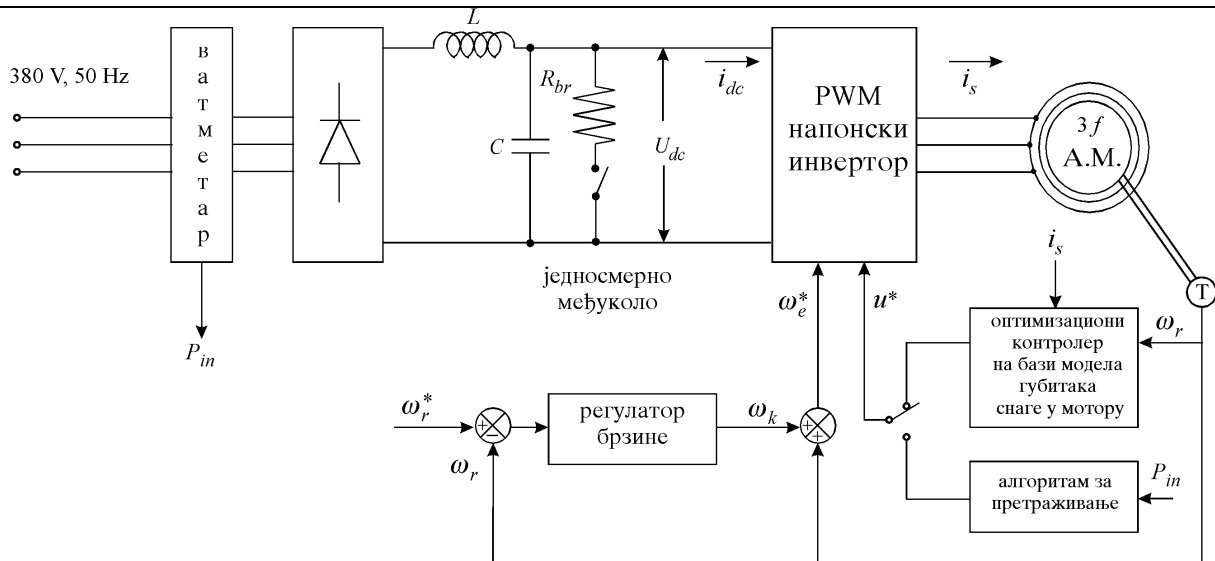 L
380 V, 50 Hz
ватметар
P_in
R_br
C
U_dc
i_dc
једносмерно
међуколо
PWM
напонски
инвертор
i_s
3f
А.М.
T
i_s
ω_e^*
u*
оптимизациони
контролер
на бази модела
губитака
снаге у мотору
ω_r
ω_r^*
+
−
ω_r
регулатор
брзине
ω_k
+
+
алгоритам за
претраживање
P_in